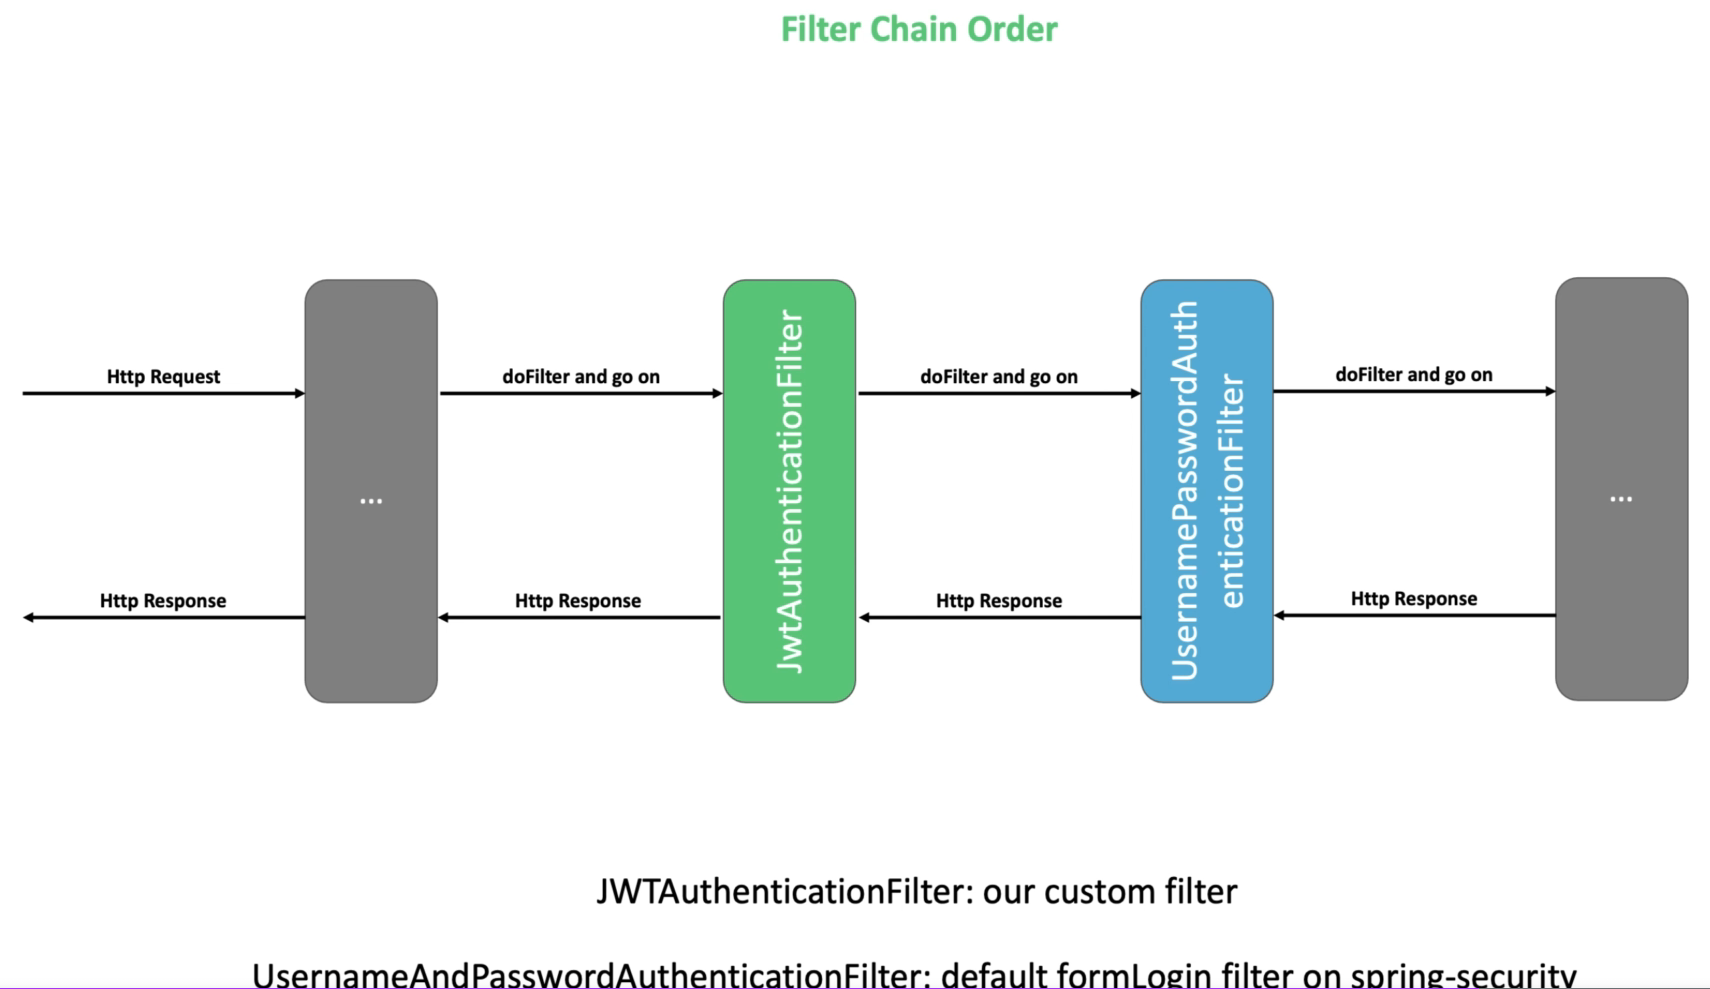 Filter Chain Order
Http Request
doFilter and go on
doFilter and go on
doFilter and go on
...
JwtAuthenticationFilter
UsernamePasswordAuth
enticationFilter
...
Http Response
Http Response
Http Response
Http Response
JWTAuthenticationFilter: our custom filter
UsernameAndPasswordAuthenticationFilter: default formLogin filter on spring-security